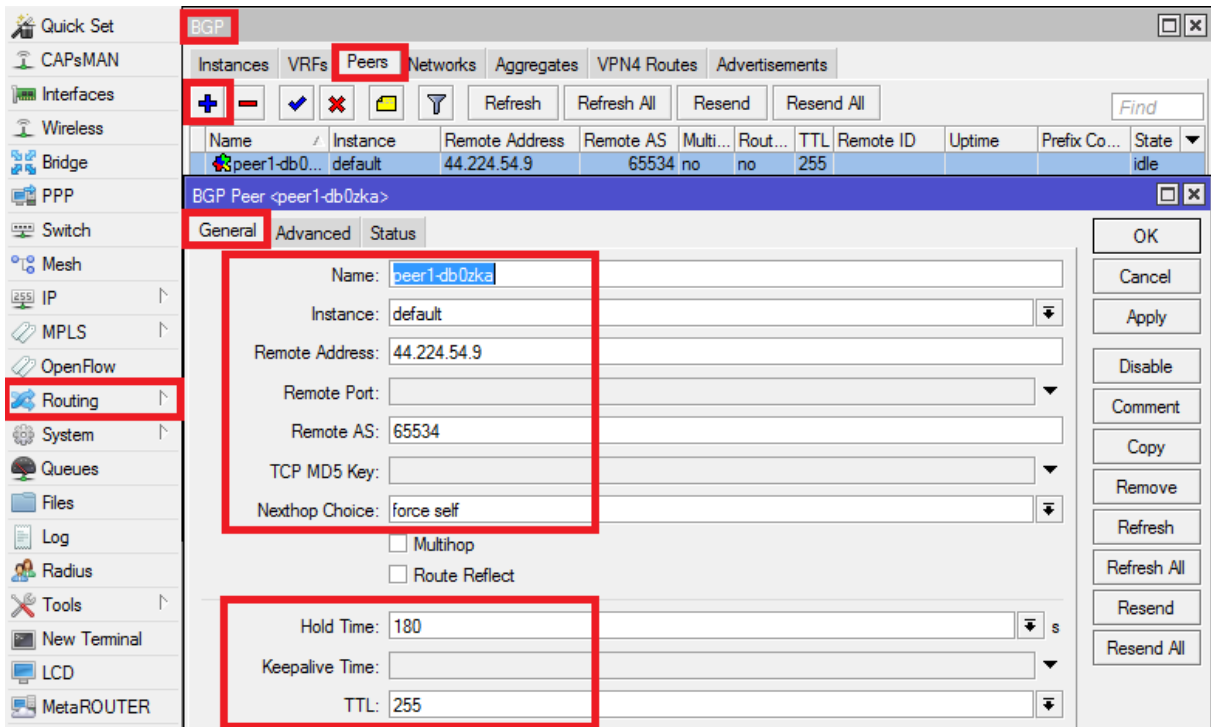 Quick Set
CAPsMAN
Interfaces
Wireless
Bridge
PPP
Switch
Mesh
IP
MPLS
OpenFlow
Routing
System
Queues
Files
Log
Radius
Tools
New Terminal
LCD
MetaROUTER
BGP
Instances VRFs Peers Networks Aggregates VPN4 Routes Advertisements
Refresh Refresh All Resend Resend All Find
Name Instance Remote Address Remote AS Multi... Rout... TTL Remote ID Uptime Prefix Co... State
peer1-db0... default 44.224.54.9 65534 no no 255 idle
BGP Peer <peer1-db0zka>
General Advanced Status
Name: peer1-db0zka
Instance: default
Remote Address: 44.224.54.9
Remote Port:
Remote AS: 65534
TCP MD5 Key:
Nexthop Choice: force self
Multihop
Route Reflect
Hold Time: 180 s
Keepalive Time:
TTL: 255
OK
Cancel
Apply
Disable
Comment
Copy
Remove
Refresh
Refresh All
Resend
Resend All